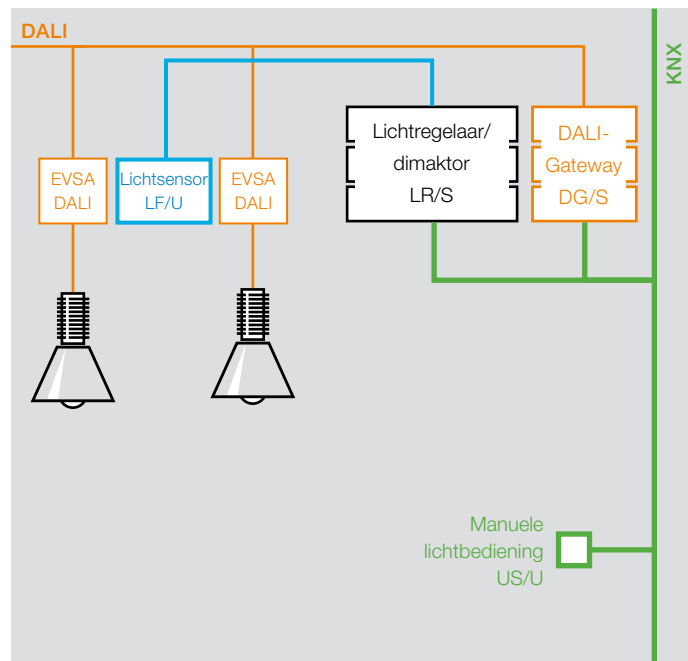 DALI
KNX
EVSA
DALI
Lichtsensor
LF/U
EVSA
DALI
Lichtregelaar/
dimaktor
LR/S
DALI-
Gateway
DG/S
Manuele
lichtbediening
US/U